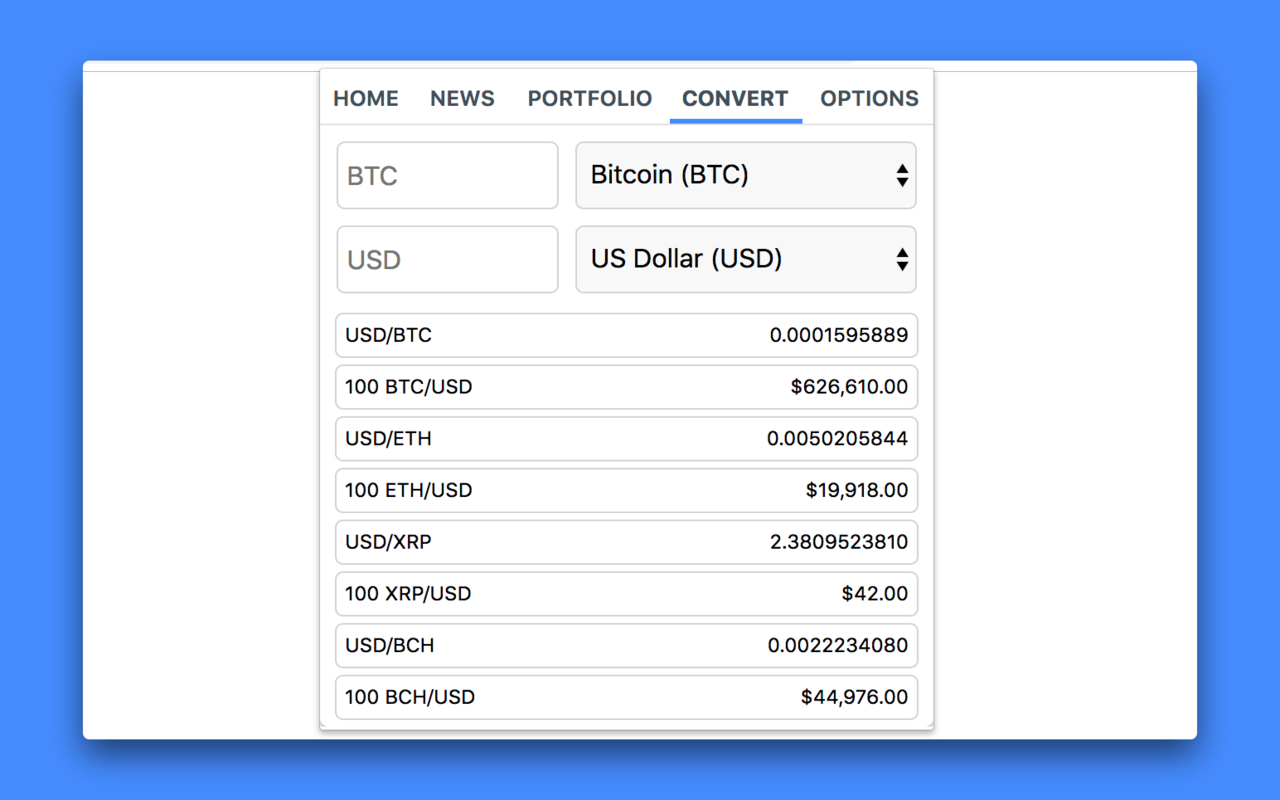 HOME NEWS PORTFOLIO CONVERT OPTIONS
BTC Bitcoin (BTC)
USD US Dollar (USD)
USD/BTC 0.0001595889
100 BTC/USD $626,610.00
USD/ETH 0.0050205844
100 ETH/USD $19,918.00
USD/XRP 2.3809523810
100 XRP/USD $42.00
USD/BCH 0.0022234080
100 BCH/USD $44,976.00